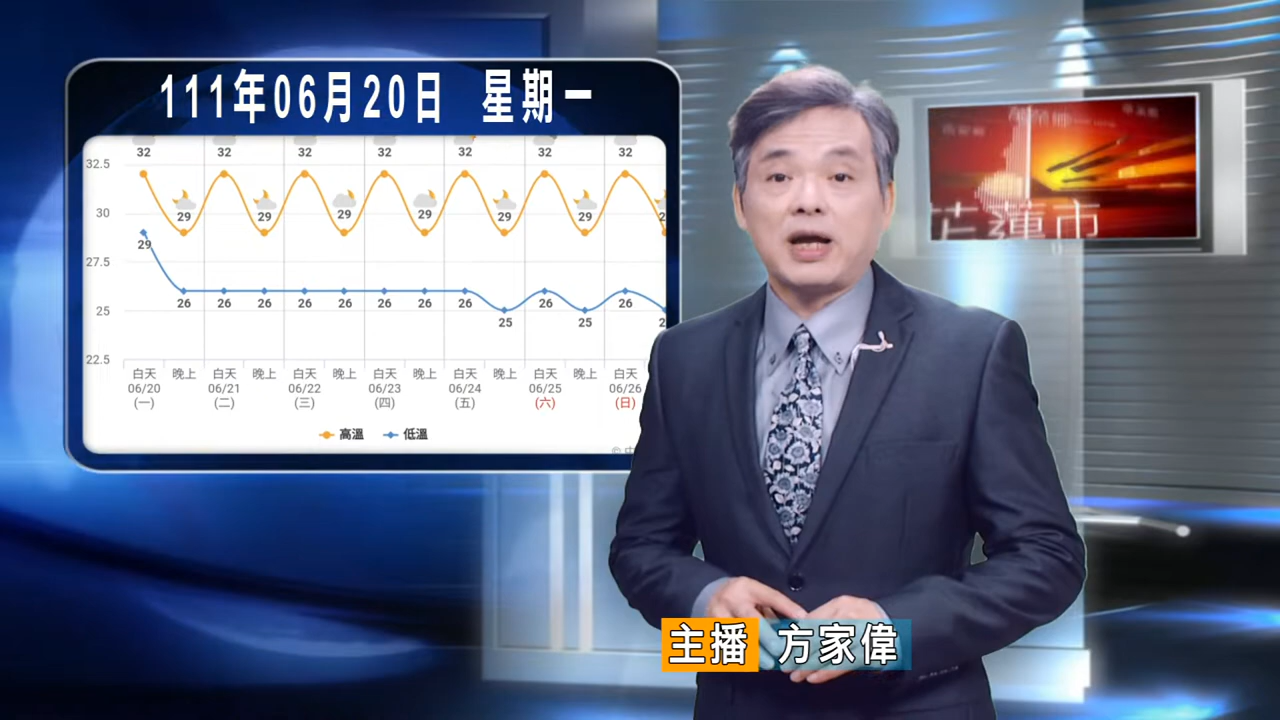 111年06月20日 星期一
32 32 32 32 32 32 32
32.5
29 29 29 29 29 29
30
29
27.5
26 26 26 26 26 26 26 26 26 26 26
25
25 25
22.5
白天 晚上 白天 晚上 白天 晚上 白天 晚上 白天 晚上 白天 晚上 白天
06/20 06/21 06/22 06/23 06/24 06/25 06/26
(一) (二) (三) (四) (五) (六) (日)
高溫 低溫
蓮市
主播 方家偉